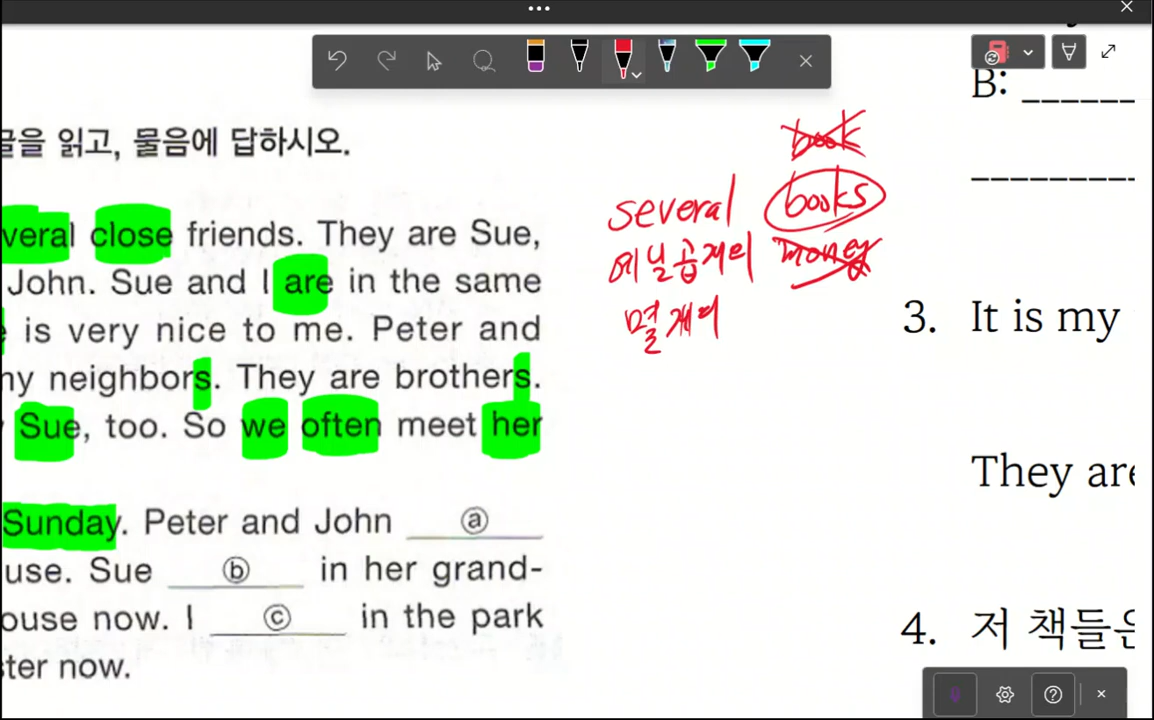 B: ______
글을 읽고, 물음에 답하시오.
book
several books
예닐곱개의 money
몇개의
veral close friends. They are Sue,
John. Sue and I are in the same
e is very nice to me. Peter and
ny neighbors. They are brothers.
Sue, too. So we often meet her
Sunday. Peter and John ⓐ
use. Sue ⓑ in her grand-
ouse now. I ⓒ in the park
ster now.
3. It is my
They are
4. 저 책들은